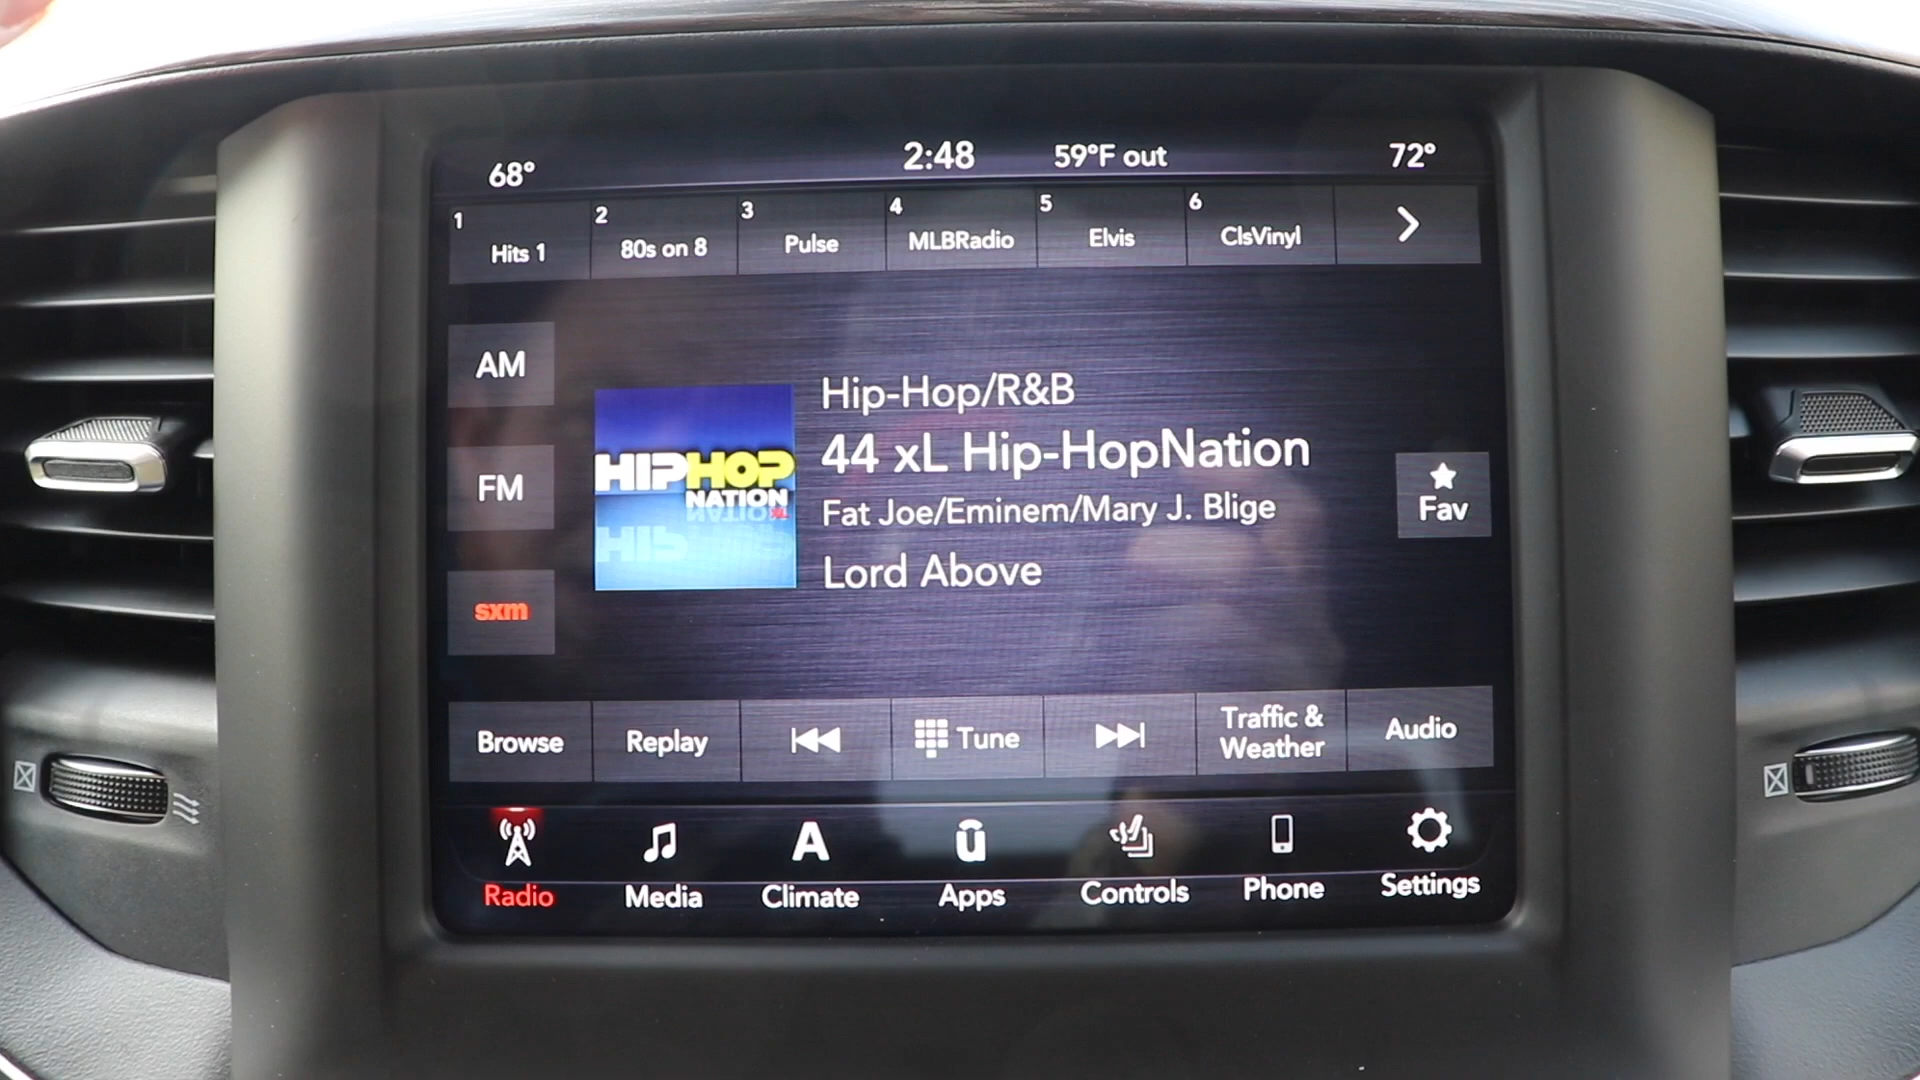 68° 2:48 59°F out 72°
1 Hits 1
2 80s on 8
3 Pulse
4 MLBRadio
5 Elvis
6 ClsVinyl
AM
FM
sxm
HIPHOP
NATION
XL
Hip-Hop/R&B
44 xL Hip-HopNation
Fat Joe/Eminem/Mary J. Blige
Lord Above
Fav
Browse Replay Tune Traffic & Weather Audio
A
u
Radio Media Climate Apps Controls Phone Settings